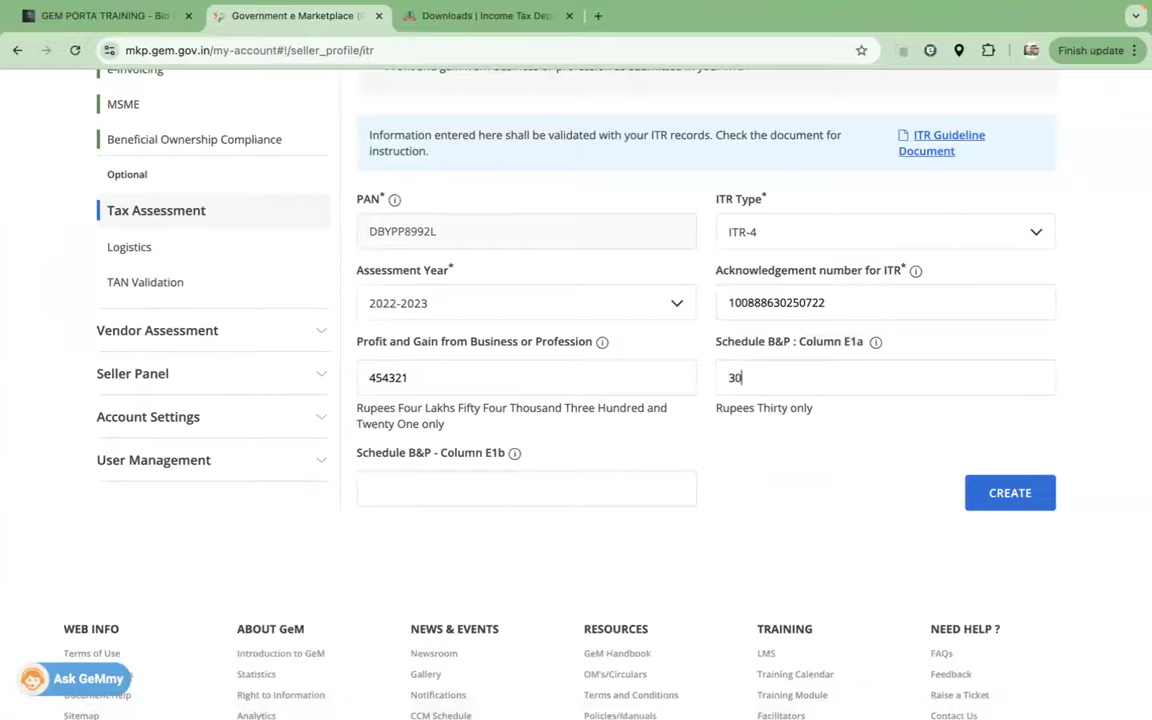 GEM PORTA TRAINING - Bid
Government e Marketplace (
Downloads | Income Tax Dep
mkp.gem.gov.in/my-account#!/seller_profile/itr
Finish update
e-Invoicing
MSME
Beneficial Ownership Compliance
Optional
Tax Assessment
Logistics
TAN Validation
Vendor Assessment
Seller Panel
Account Settings
User Management
Information entered here shall be validated with your ITR records. Check the document for
instruction.
ITR Guideline
Document
PAN*
ITR Type*
DBYPP8992L
ITR-4
Assessment Year*
Acknowledgement number for ITR*
2022-2023
100888630250722
Profit and Gain from Business or Profession
Schedule B&P : Column E1a
454321
30
Rupees Four Lakhs Fifty Four Thousand Three Hundred and
Twenty One only
Rupees Thirty only
Schedule B&P - Column E1b
CREATE
WEB INFO
ABOUT GeM
NEWS & EVENTS
RESOURCES
TRAINING
NEED HELP ?
Terms of Use
Introduction to GeM
Newsroom
GeM Handbook
LMS
FAQs
Statistics
Gallery
OM's/Circulars
Training Calendar
Feedback
Ask GeMmy
Right to Information
Notifications
Terms and Conditions
Training Module
Raise a Ticket
Sitemap
Analytics
CCM Schedule
Policies/Manuals
Facilitators
Contact Us